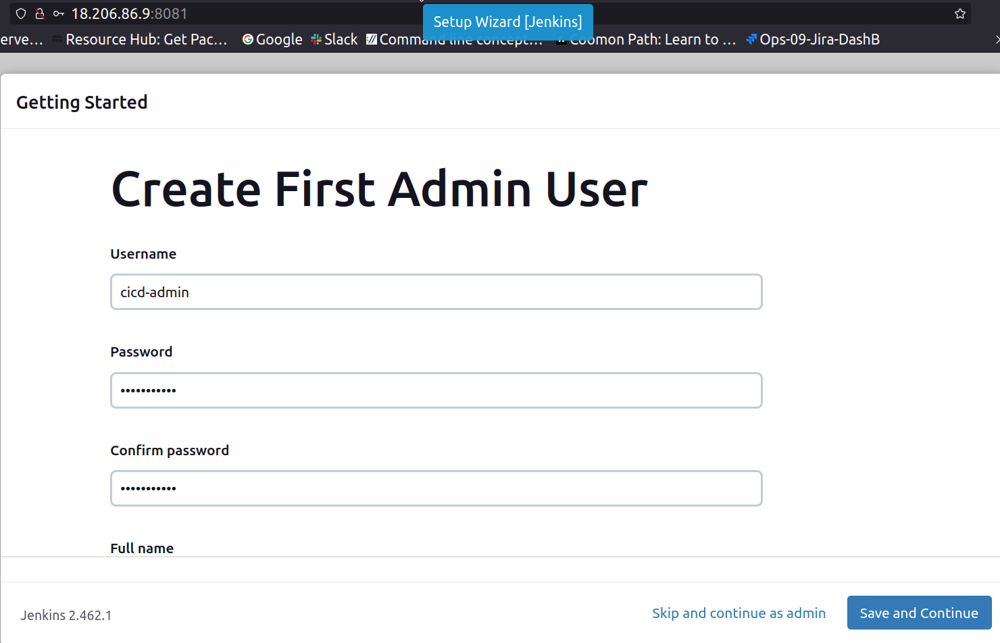 18.206.86.9:8081
Setup Wizard [Jenkins]
erve... Resource Hub: Get Pac... Google Slack Command line concept... Coomon Path: Learn to ... Ops-09-Jira-DashB
Getting Started
Create First Admin User
Username
cicd-admin
Password
•••••••••••
Confirm password
•••••••••••
Full name
Jenkins 2.462.1
Skip and continue as admin
Save and Continue